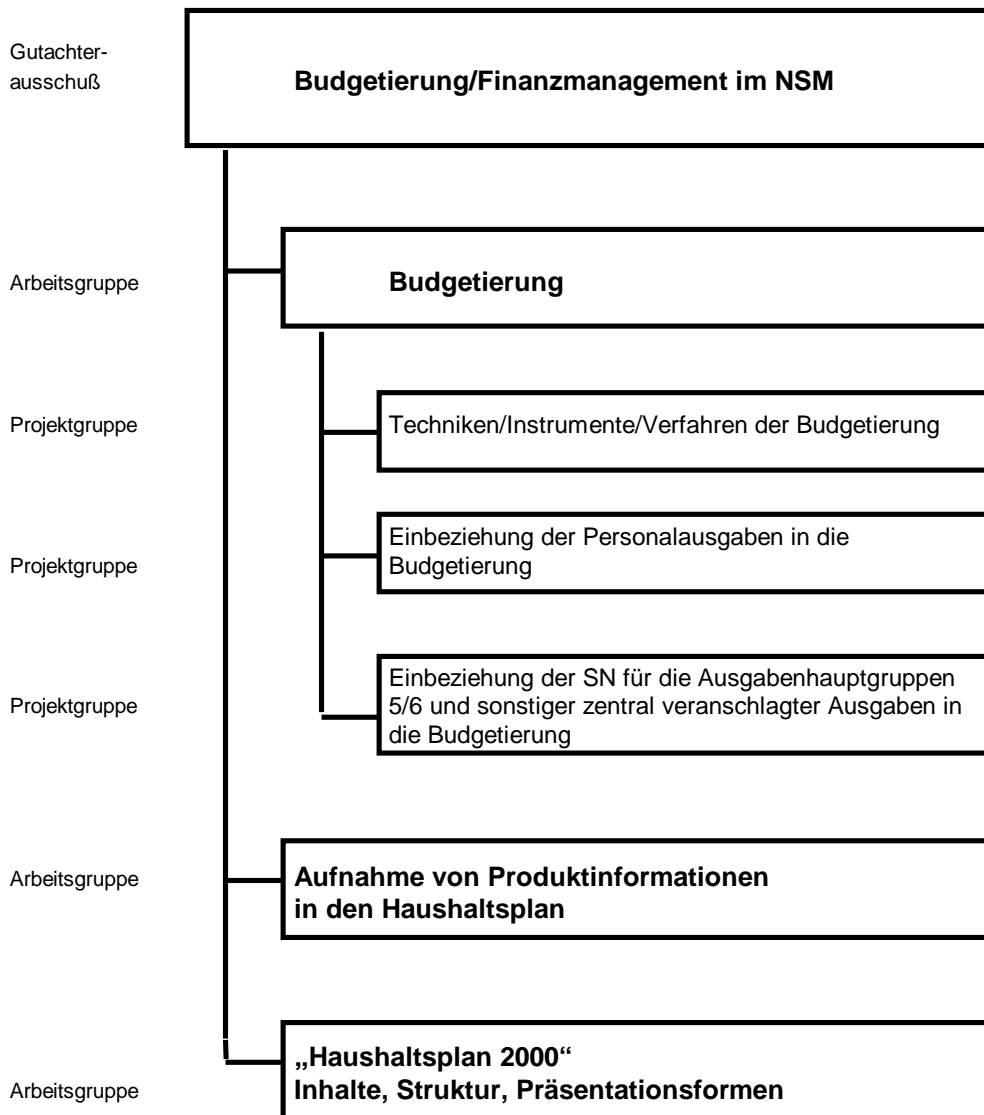 Gutachter-
ausschuß
Budgetierung/Finanzmanagement im NSM
Arbeitsgruppe
Budgetierung
Projektgruppe
Techniken/Instrumente/Verfahren der Budgetierung
Projektgruppe
Einbeziehung der Personalausgaben in die
Budgetierung
Projektgruppe
Einbeziehung der SN für die Ausgabenhauptgruppen
5/6 und sonstiger zentral veranschlagter Ausgaben in
die Budgetierung
Arbeitsgruppe
Aufnahme von Produktinformationen
in den Haushaltsplan
Arbeitsgruppe
„Haushaltsplan 2000“
Inhalte, Struktur, Präsentationsformen